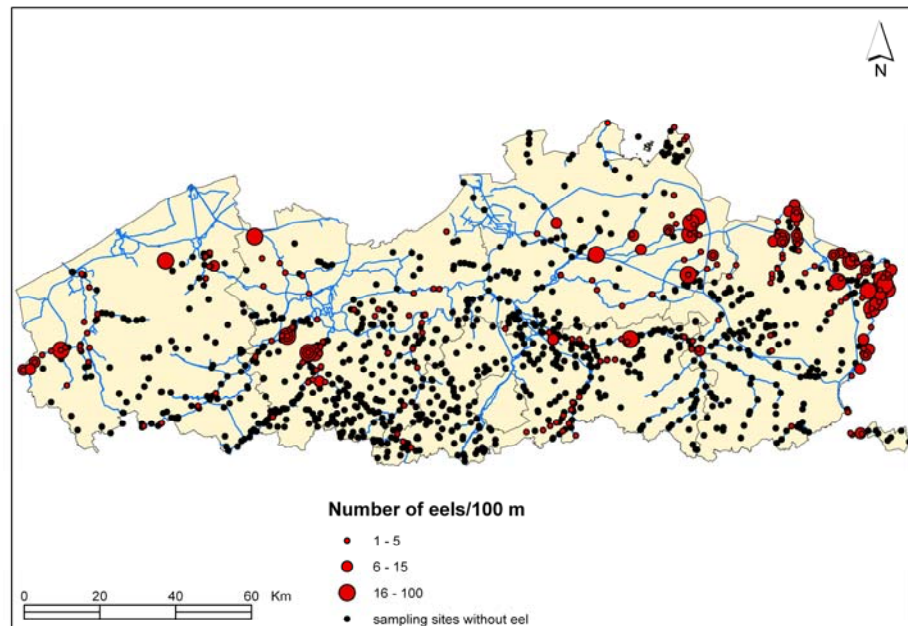 N
Number of eels/100 m
1 - 5
6 - 15
16 - 100
sampling sites without eel
0 20 40 60 Km